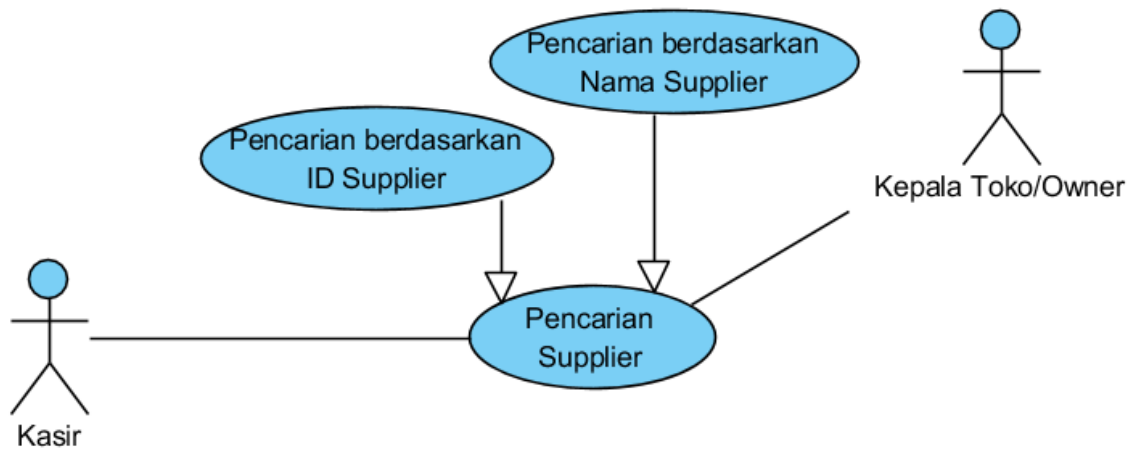 Pencarian berdasarkan
Nama Supplier
Pencarian berdasarkan
ID Supplier
Kepala Toko/Owner
Pencarian
Supplier
Kasir